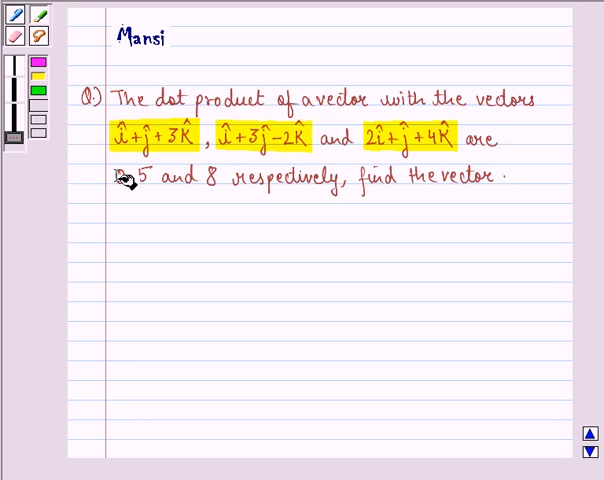 Mansi
Q.) The dot product of a vector with the vectors
î+ĵ+3k̂ , î+3ĵ-2k̂ and 2î+ĵ+4k̂ are
5 and 8 respectively, find the vector.